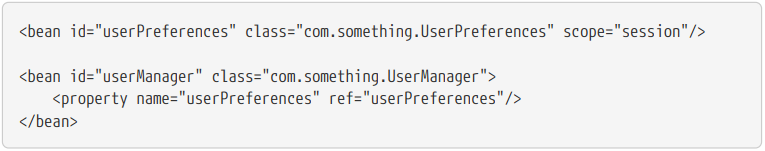 <bean id="userPreferences" class="com.something.UserPreferences" scope="session"/>
<bean id="userManager" class="com.something.UserManager">
    <property name="userPreferences" ref="userPreferences"/>
</bean>